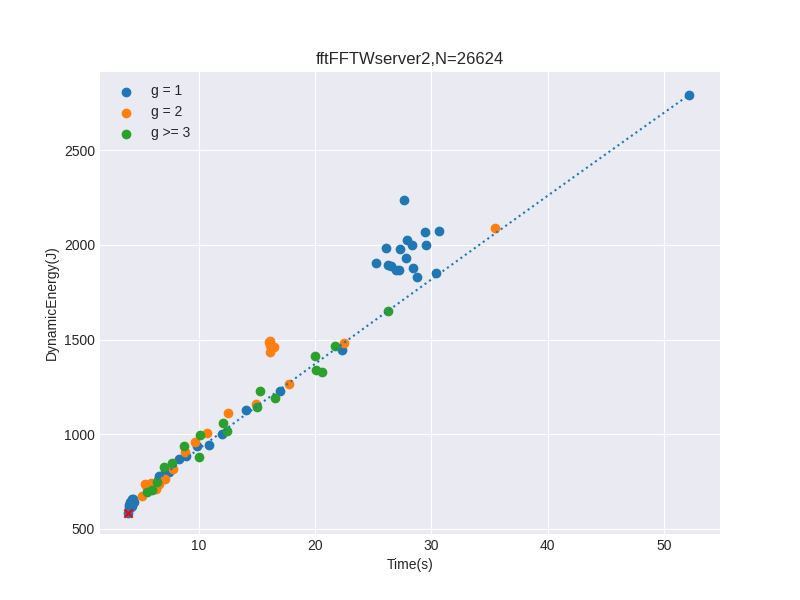 fftFFTWserver2,N=26624
g = 1
g = 2
g >= 3
2500
2000
1500
1000
500
DynamicEnergy(J)
10 20 30 40 50
Time(s)